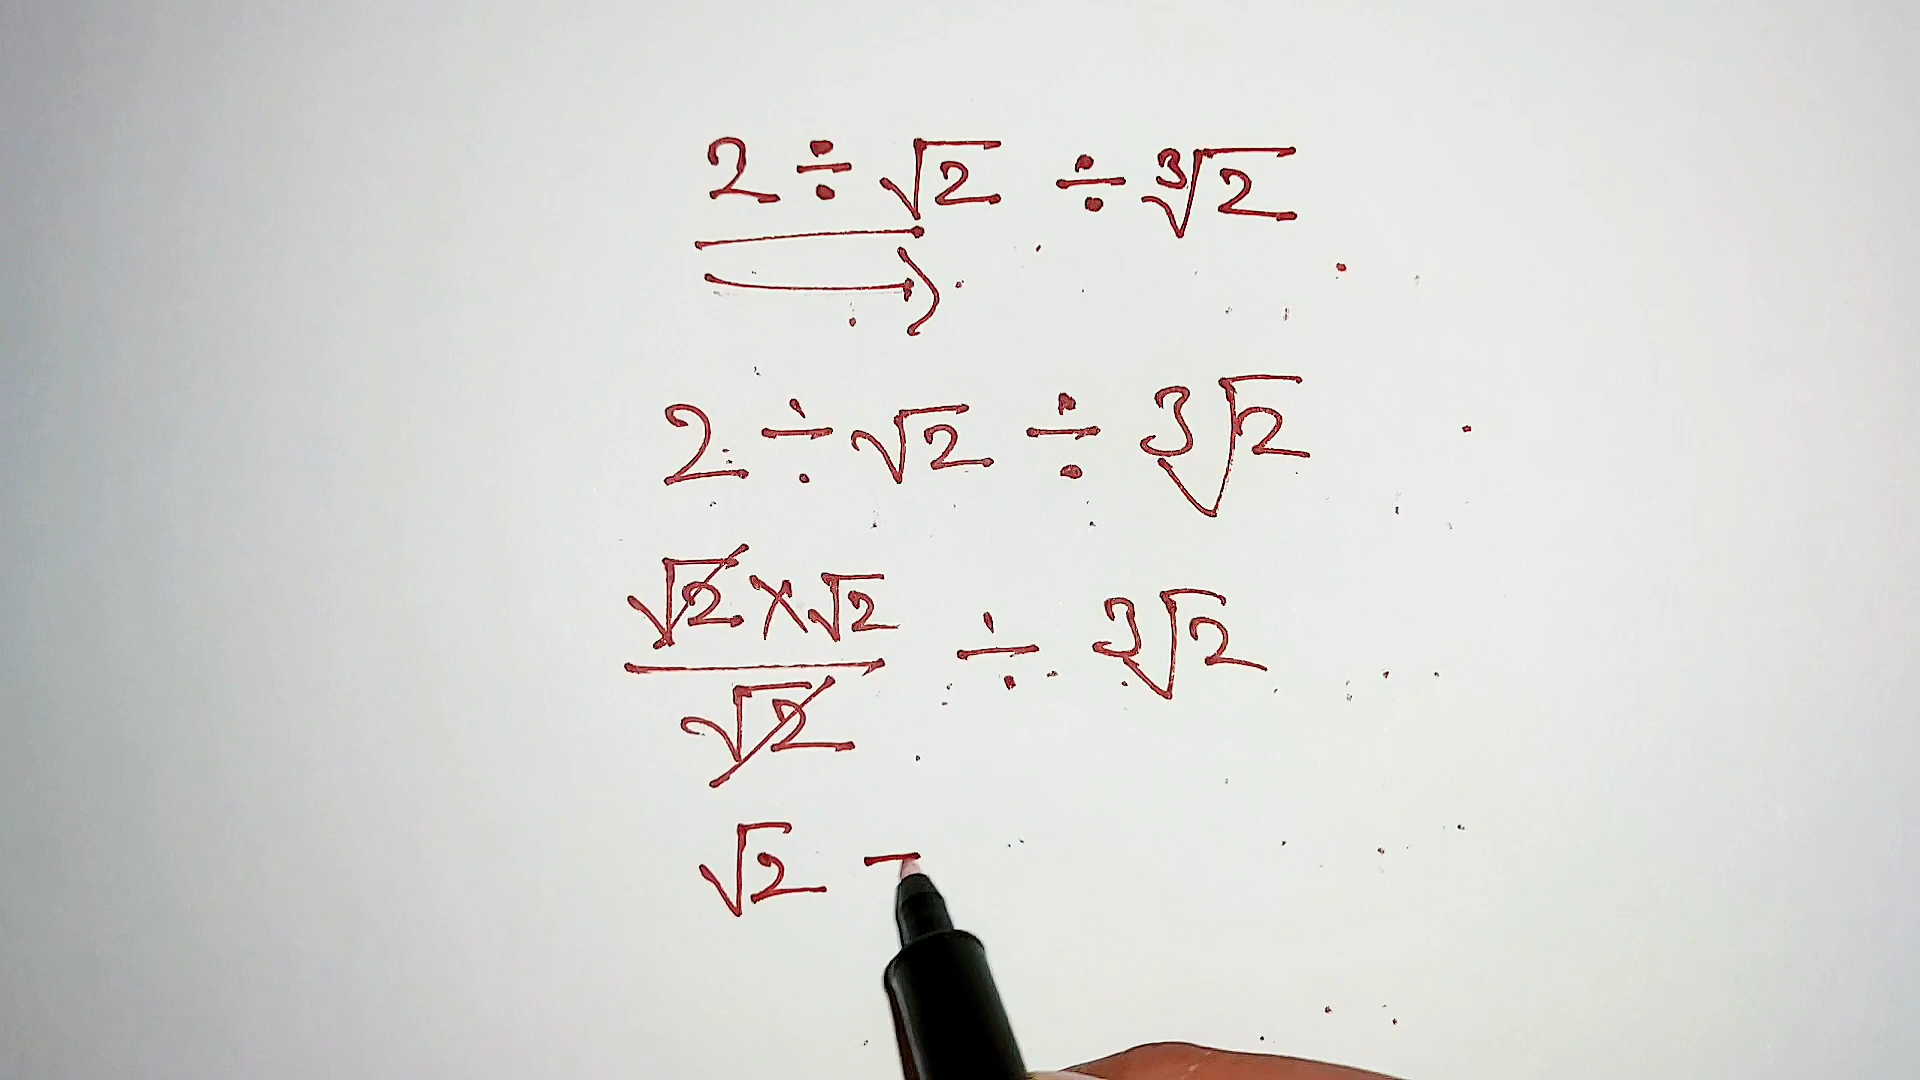 2 ÷ √2 ÷ ∛2
2 ÷ √2 ÷ ∛2
√2 × √2 ÷ ∛2
√2
√2 −